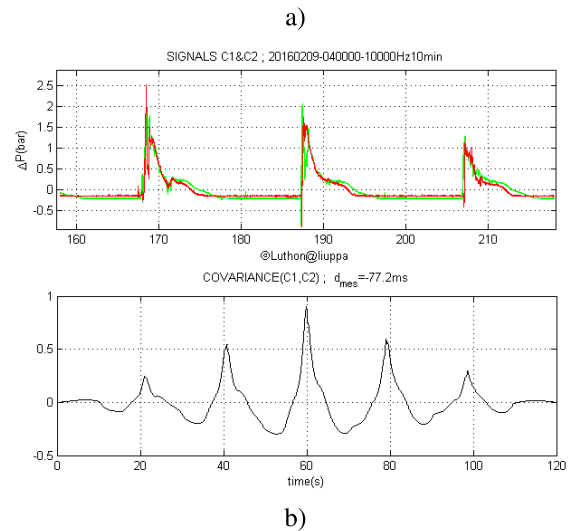 a)
SIGNALS C1&C2 ; 20160209-040000-10000Hz10min
ΔP(bar)
2.5
2
1.5
1
0.5
0
-0.5
160 170 180 190 200 210
©Luthon@liuppa
COVARIANCE(C1,C2) ; d_mes=-77.2ms
1
0.5
0
-0.5
0 20 40 60 80 100 120
time(s)
b)